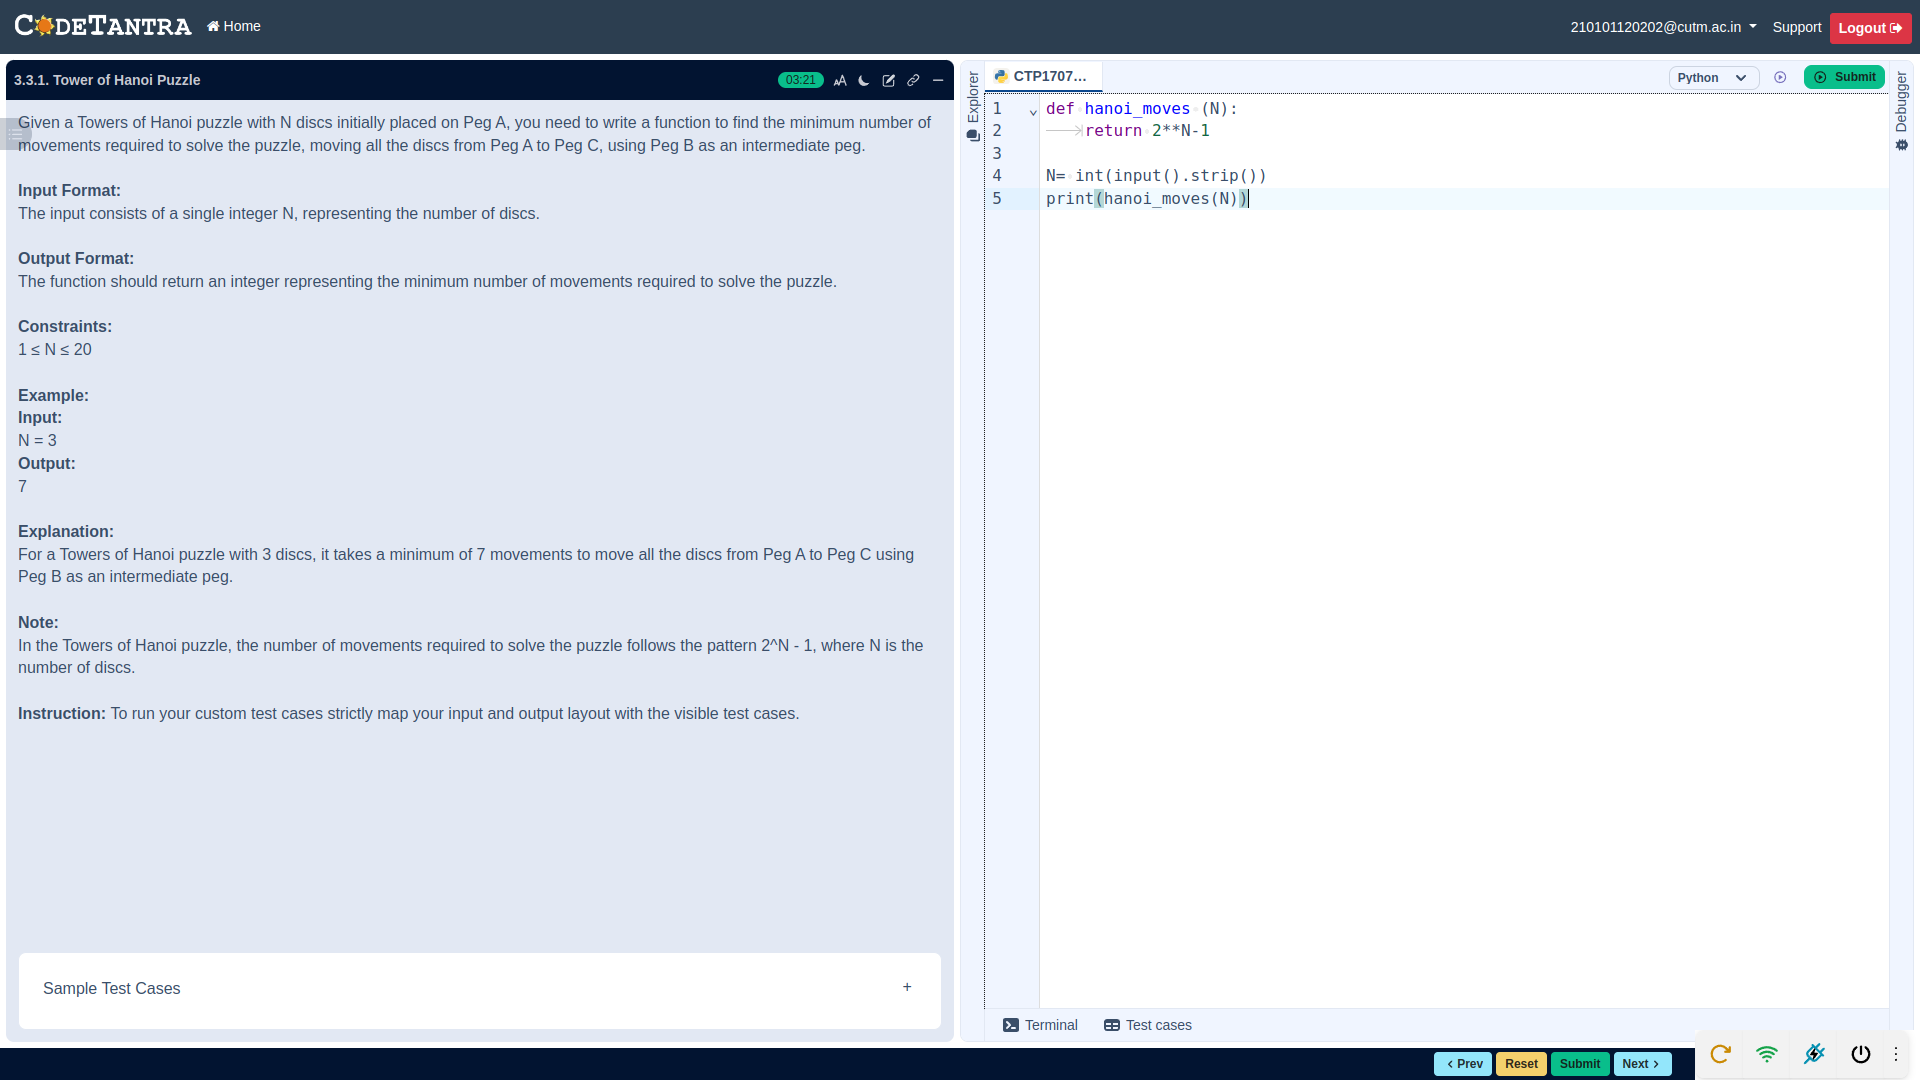 CODETANTRA
Home
210101120202@cutm.ac.in
Support
Logout
3.3.1. Tower of Hanoi Puzzle
03:21
AA
Given a Towers of Hanoi puzzle with N discs initially placed on Peg A, you need to write a function to find the minimum number of
movements required to solve the puzzle, moving all the discs from Peg A to Peg C, using Peg B as an intermediate peg.
Input Format:
The input consists of a single integer N, representing the number of discs.
Output Format:
The function should return an integer representing the minimum number of movements required to solve the puzzle.
Constraints:
1 ≤ N ≤ 20
Example:
Input:
N = 3
Output:
7
Explanation:
For a Towers of Hanoi puzzle with 3 discs, it takes a minimum of 7 movements to move all the discs from Peg A to Peg C using
Peg B as an intermediate peg.
Note:
In the Towers of Hanoi puzzle, the number of movements required to solve the puzzle follows the pattern 2^N - 1, where N is the
number of discs.
Instruction: To run your custom test cases strictly map your input and output layout with the visible test cases.
Sample Test Cases
+
Explorer
CTP1707...
Python
Submit
Debugger
1 def hanoi_moves (N):
2 return 2**N-1
3
4 N= int(input().strip())
5 print(hanoi_moves(N))
Terminal
Test cases
< Prev
Reset
Submit
Next >